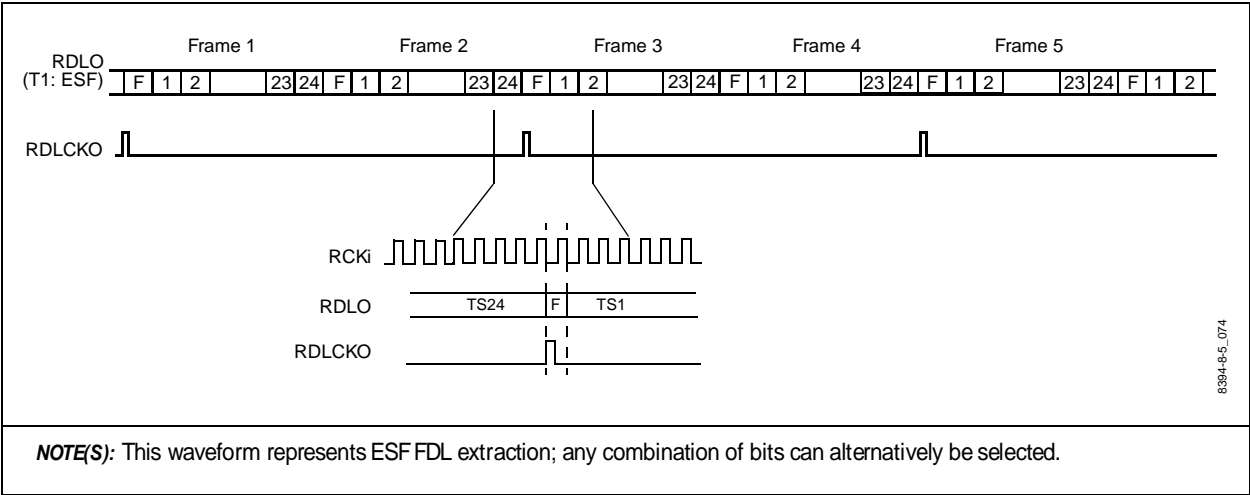 Frame 1 Frame 2 Frame 3 Frame 4 Frame 5
RDLO
(T1: ESF) F 1 2 23 24 F 1 2 23 24 F 1 2 23 24 F 1 2 23 24 F 1 2 23 24 F 1 2
RDLCKO
RCKi
RDLO TS24 F TS1
RDLCKO
8394-8-5_074
NOTE(S): This waveform represents ESF FDL extraction; any combination of bits can alternatively be selected.